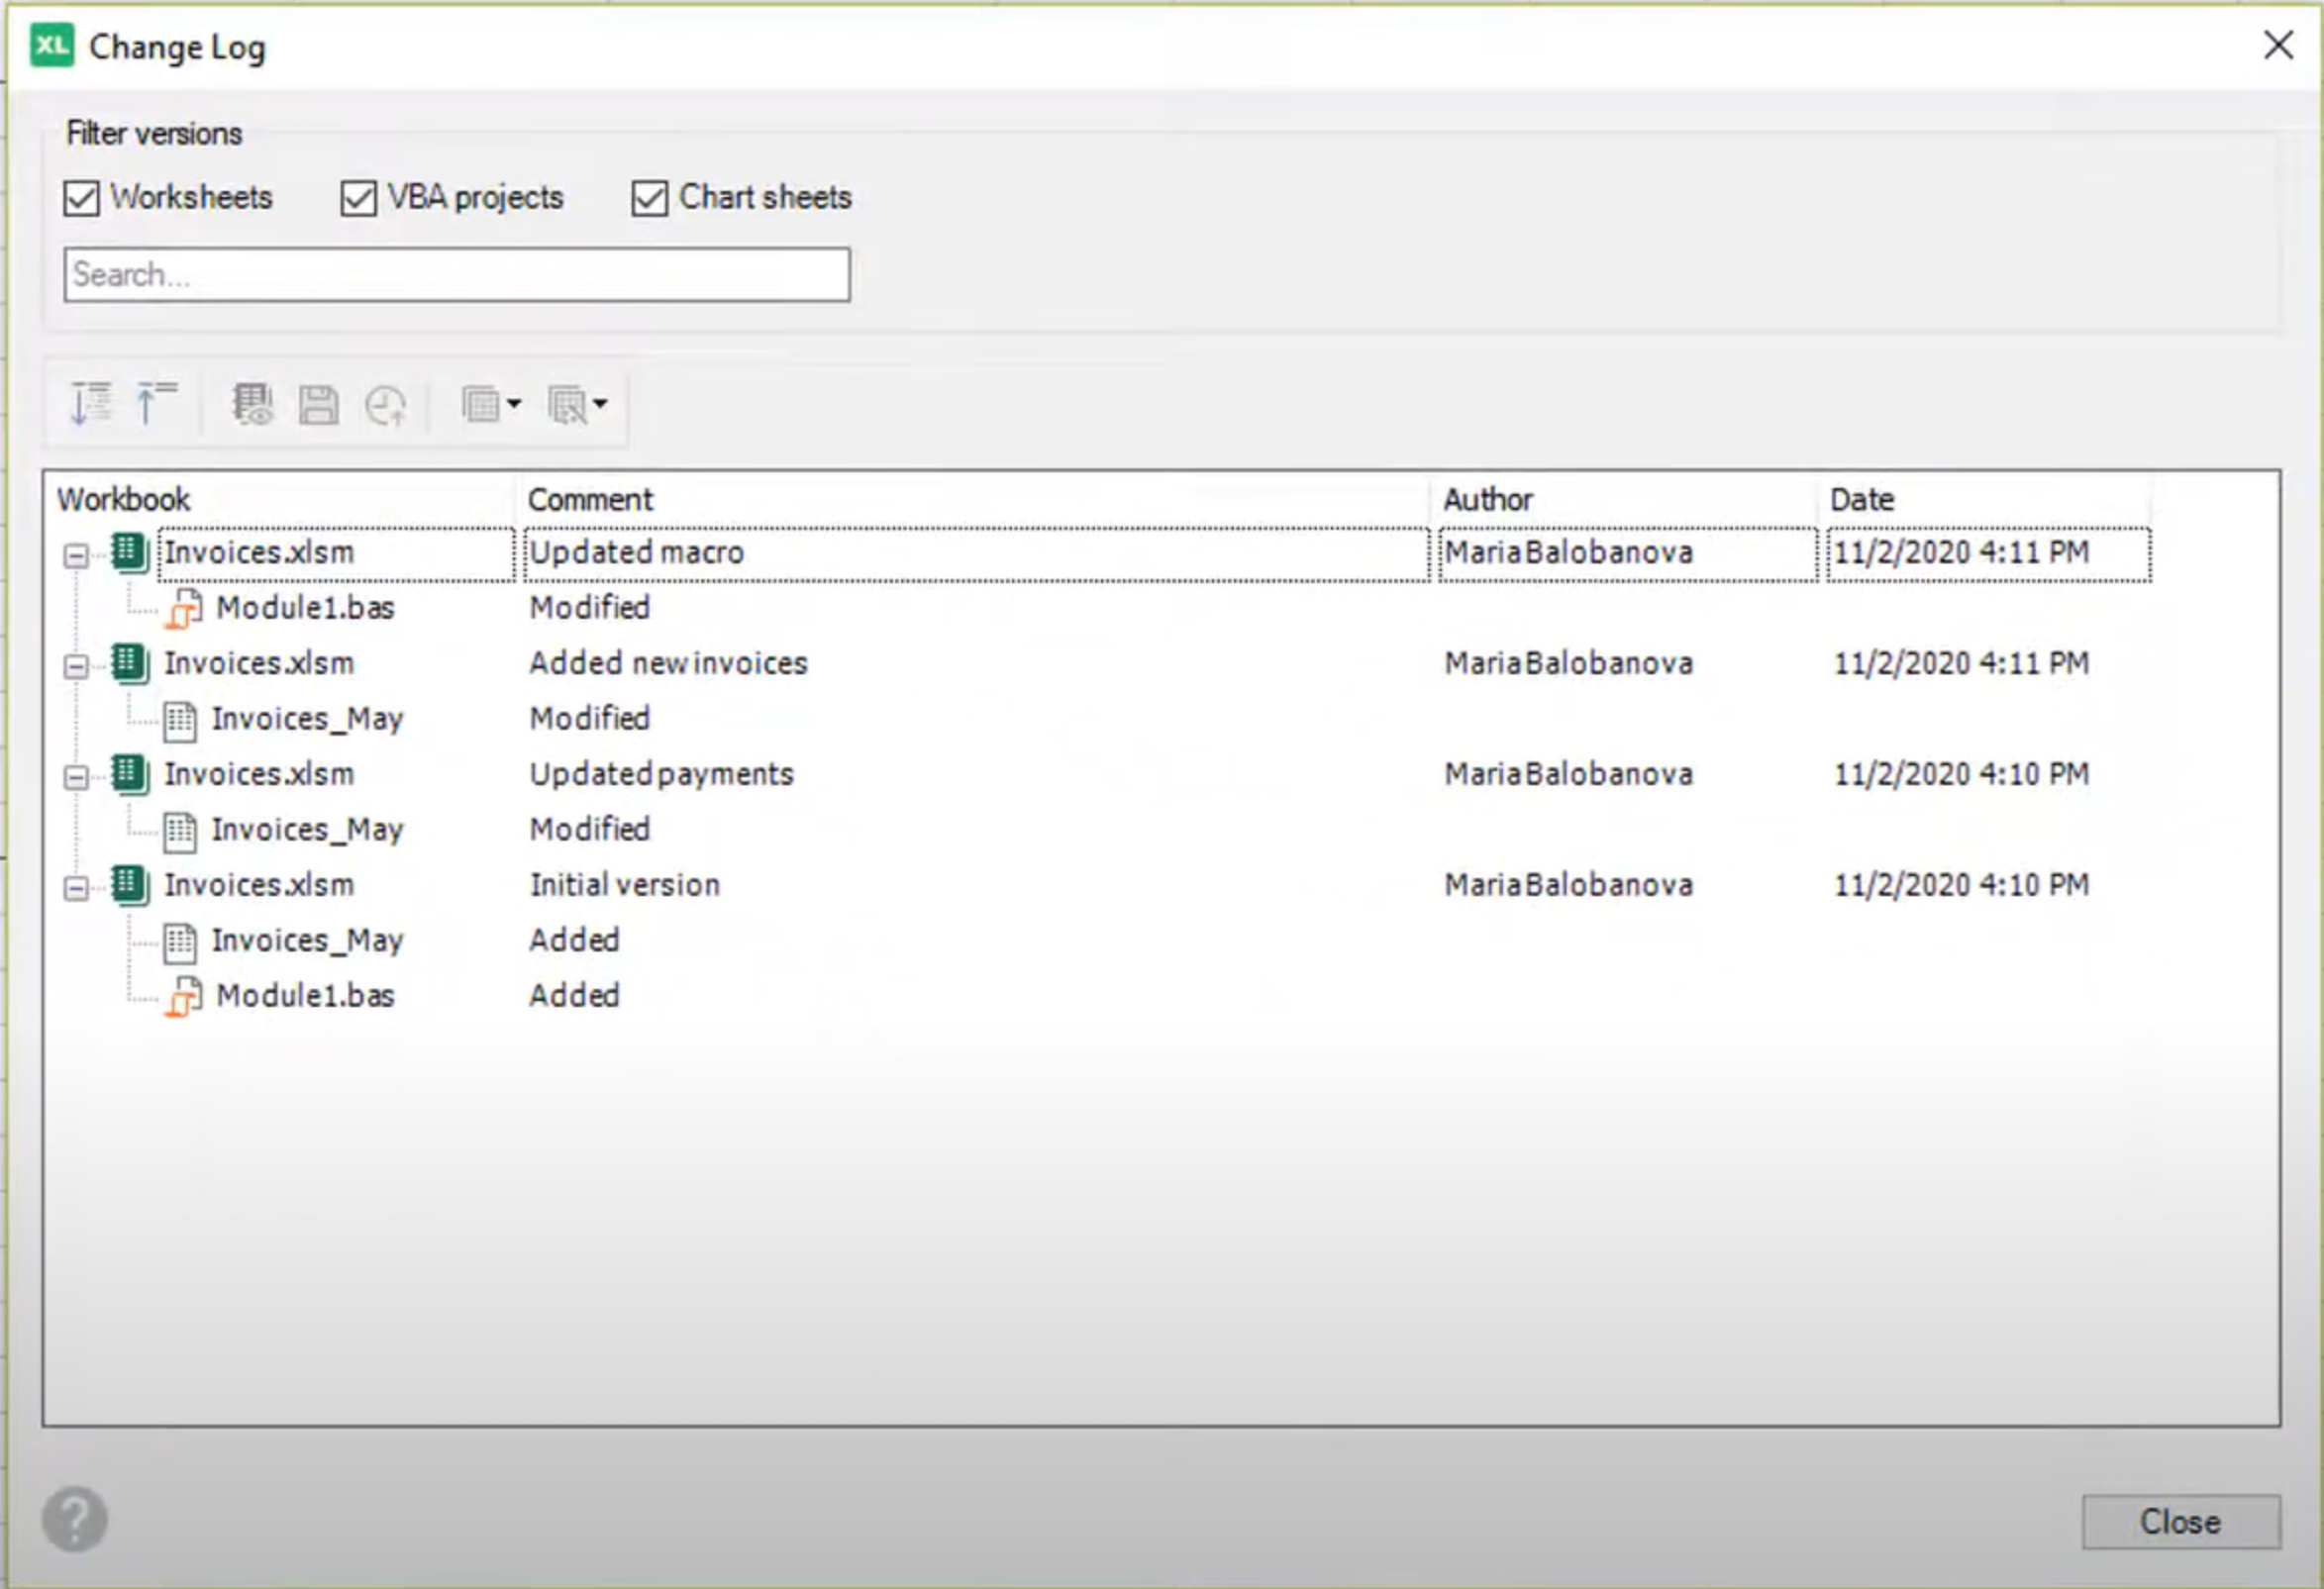 XL Change Log
Filter versions
Worksheets VBA projects Chart sheets
Search...
Workbook Comment Author Date
Invoices.xlsm Updated macro MariaBalobanova 11/2/2020 4:11 PM
Module1.bas Modified
Invoices.xlsm Added new invoices MariaBalobanova 11/2/2020 4:11 PM
Invoices_May Modified
Invoices.xlsm Updated payments MariaBalobanova 11/2/2020 4:10 PM
Invoices_May Modified
Invoices.xlsm Initial version MariaBalobanova 11/2/2020 4:10 PM
Invoices_May Added
Module1.bas Added
? Close